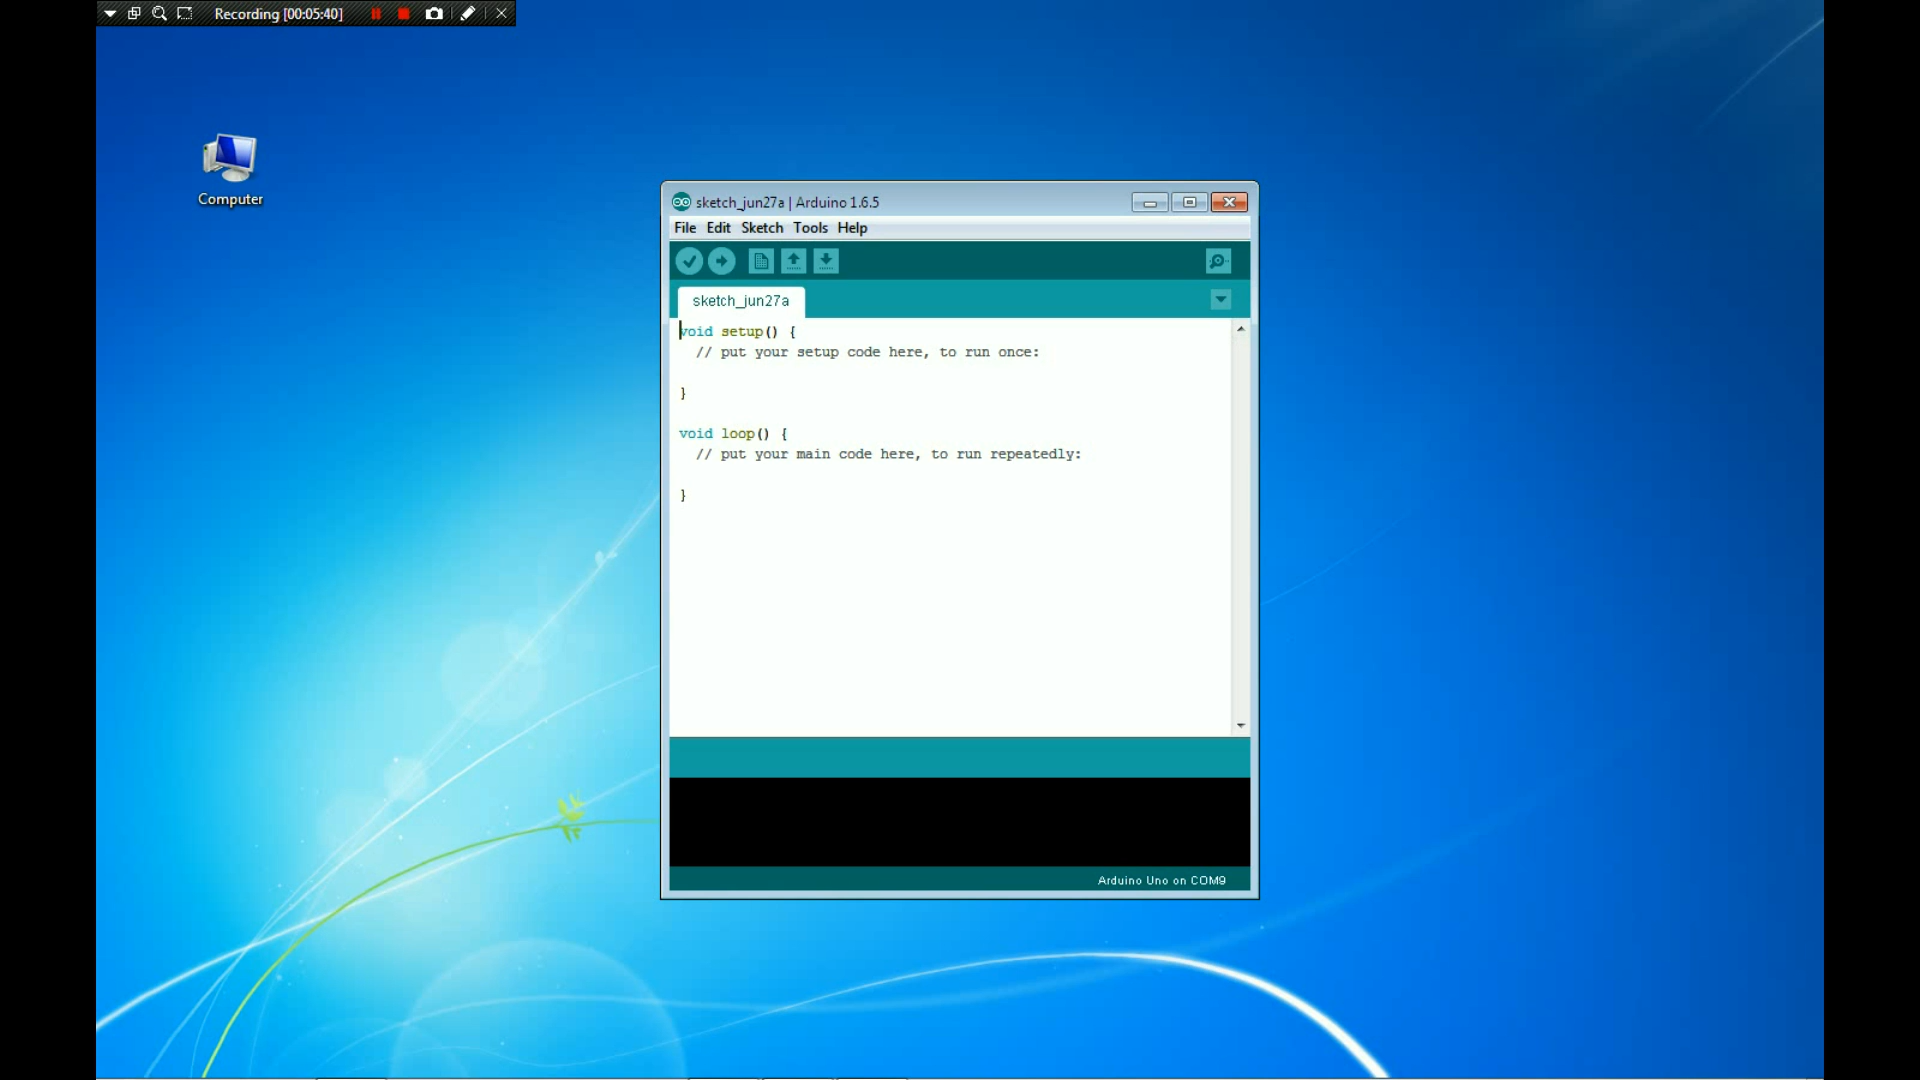 Recording [00:05:40]
Computer
sketch_jun27a | Arduino 1.6.5
File Edit Sketch Tools Help
sketch_jun27a
void setup() {
  // put your setup code here, to run once:
}
void loop() {
  // put your main code here, to run repeatedly:
}
Arduino Uno on COM9